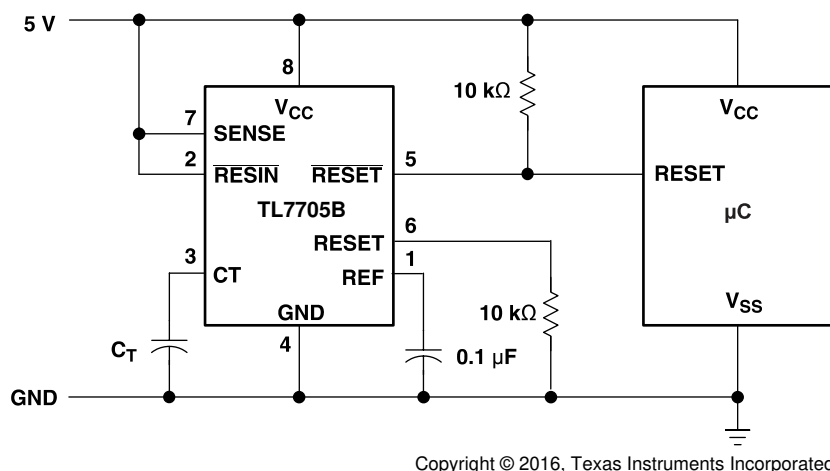 5 V
8
10 kΩ
VCC
VCC
7
SENSE
2
5
RESIN
RESET
RESET
TL7705B
µC
6
RESET
3
1
CT
REF
VSS
GND
10 kΩ
4
CT
0.1 µF
GND
Copyright © 2016, Texas Instruments Incorporated